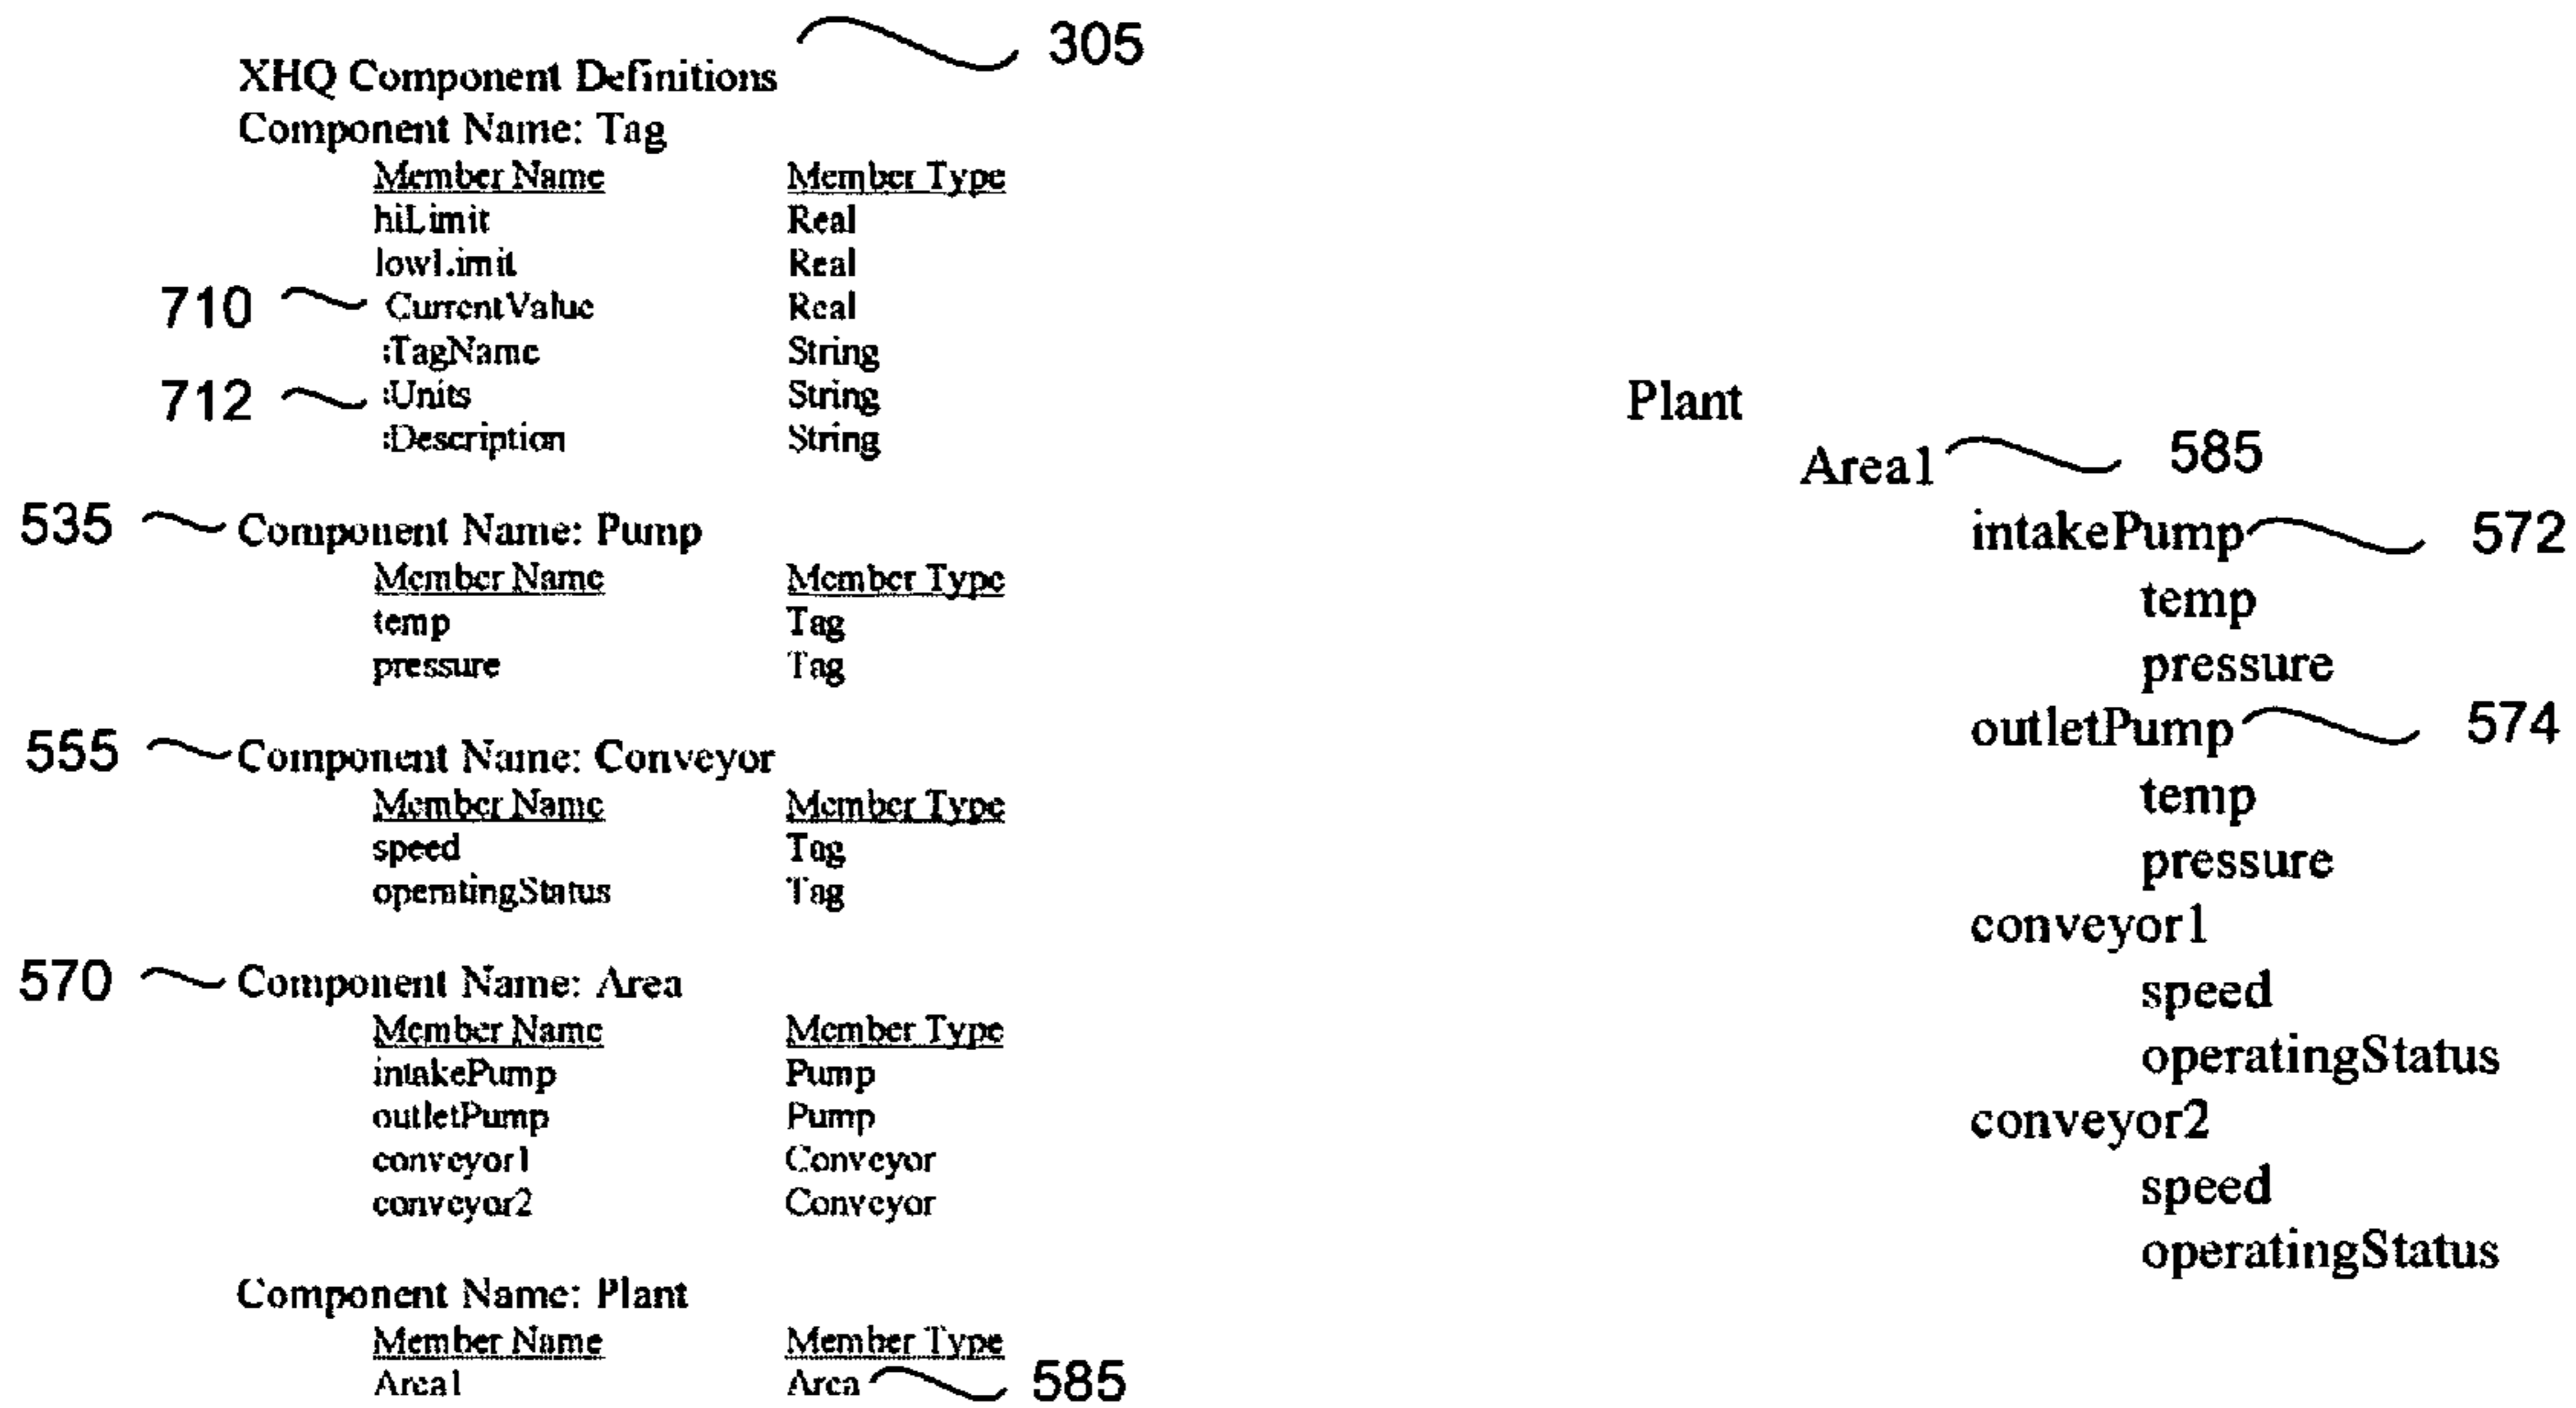 305
XHQ Component Definitions
Component Name: Tag
Member Name Member Type
hiLimit Real
lowLimit Real
710 CurrentValue Real
:TagName String
712 :Units String
:Description String
535 Component Name: Pump
Member Name Member Type
temp Tag
pressure Tag
555 Component Name: Conveyor
Member Name Member Type
speed Tag
operatingStatus Tag
570 Component Name: Area
Member Name Member Type
intakePump Pump
outletPump Pump
conveyor1 Conveyor
conveyor2 Conveyor
Component Name: Plant
Member Name Member Type
Area1 Area 585
Plant
Area1 585
intakePump 572
temp
pressure
outletPump 574
temp
pressure
conveyor1
speed
operatingStatus
conveyor2
speed
operatingStatus